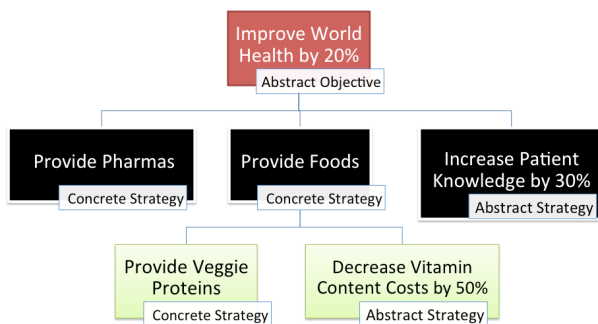 Improve World
Health by 20%
Abstract Objective
Provide Pharmas
Concrete Strategy
Provide Foods
Concrete Strategy
Increase Patient
Knowledge by 30%
Abstract Strategy
Provide Veggie
Proteins
Concrete Strategy
Decrease Vitamin
Content Costs by 50%
Abstract Strategy